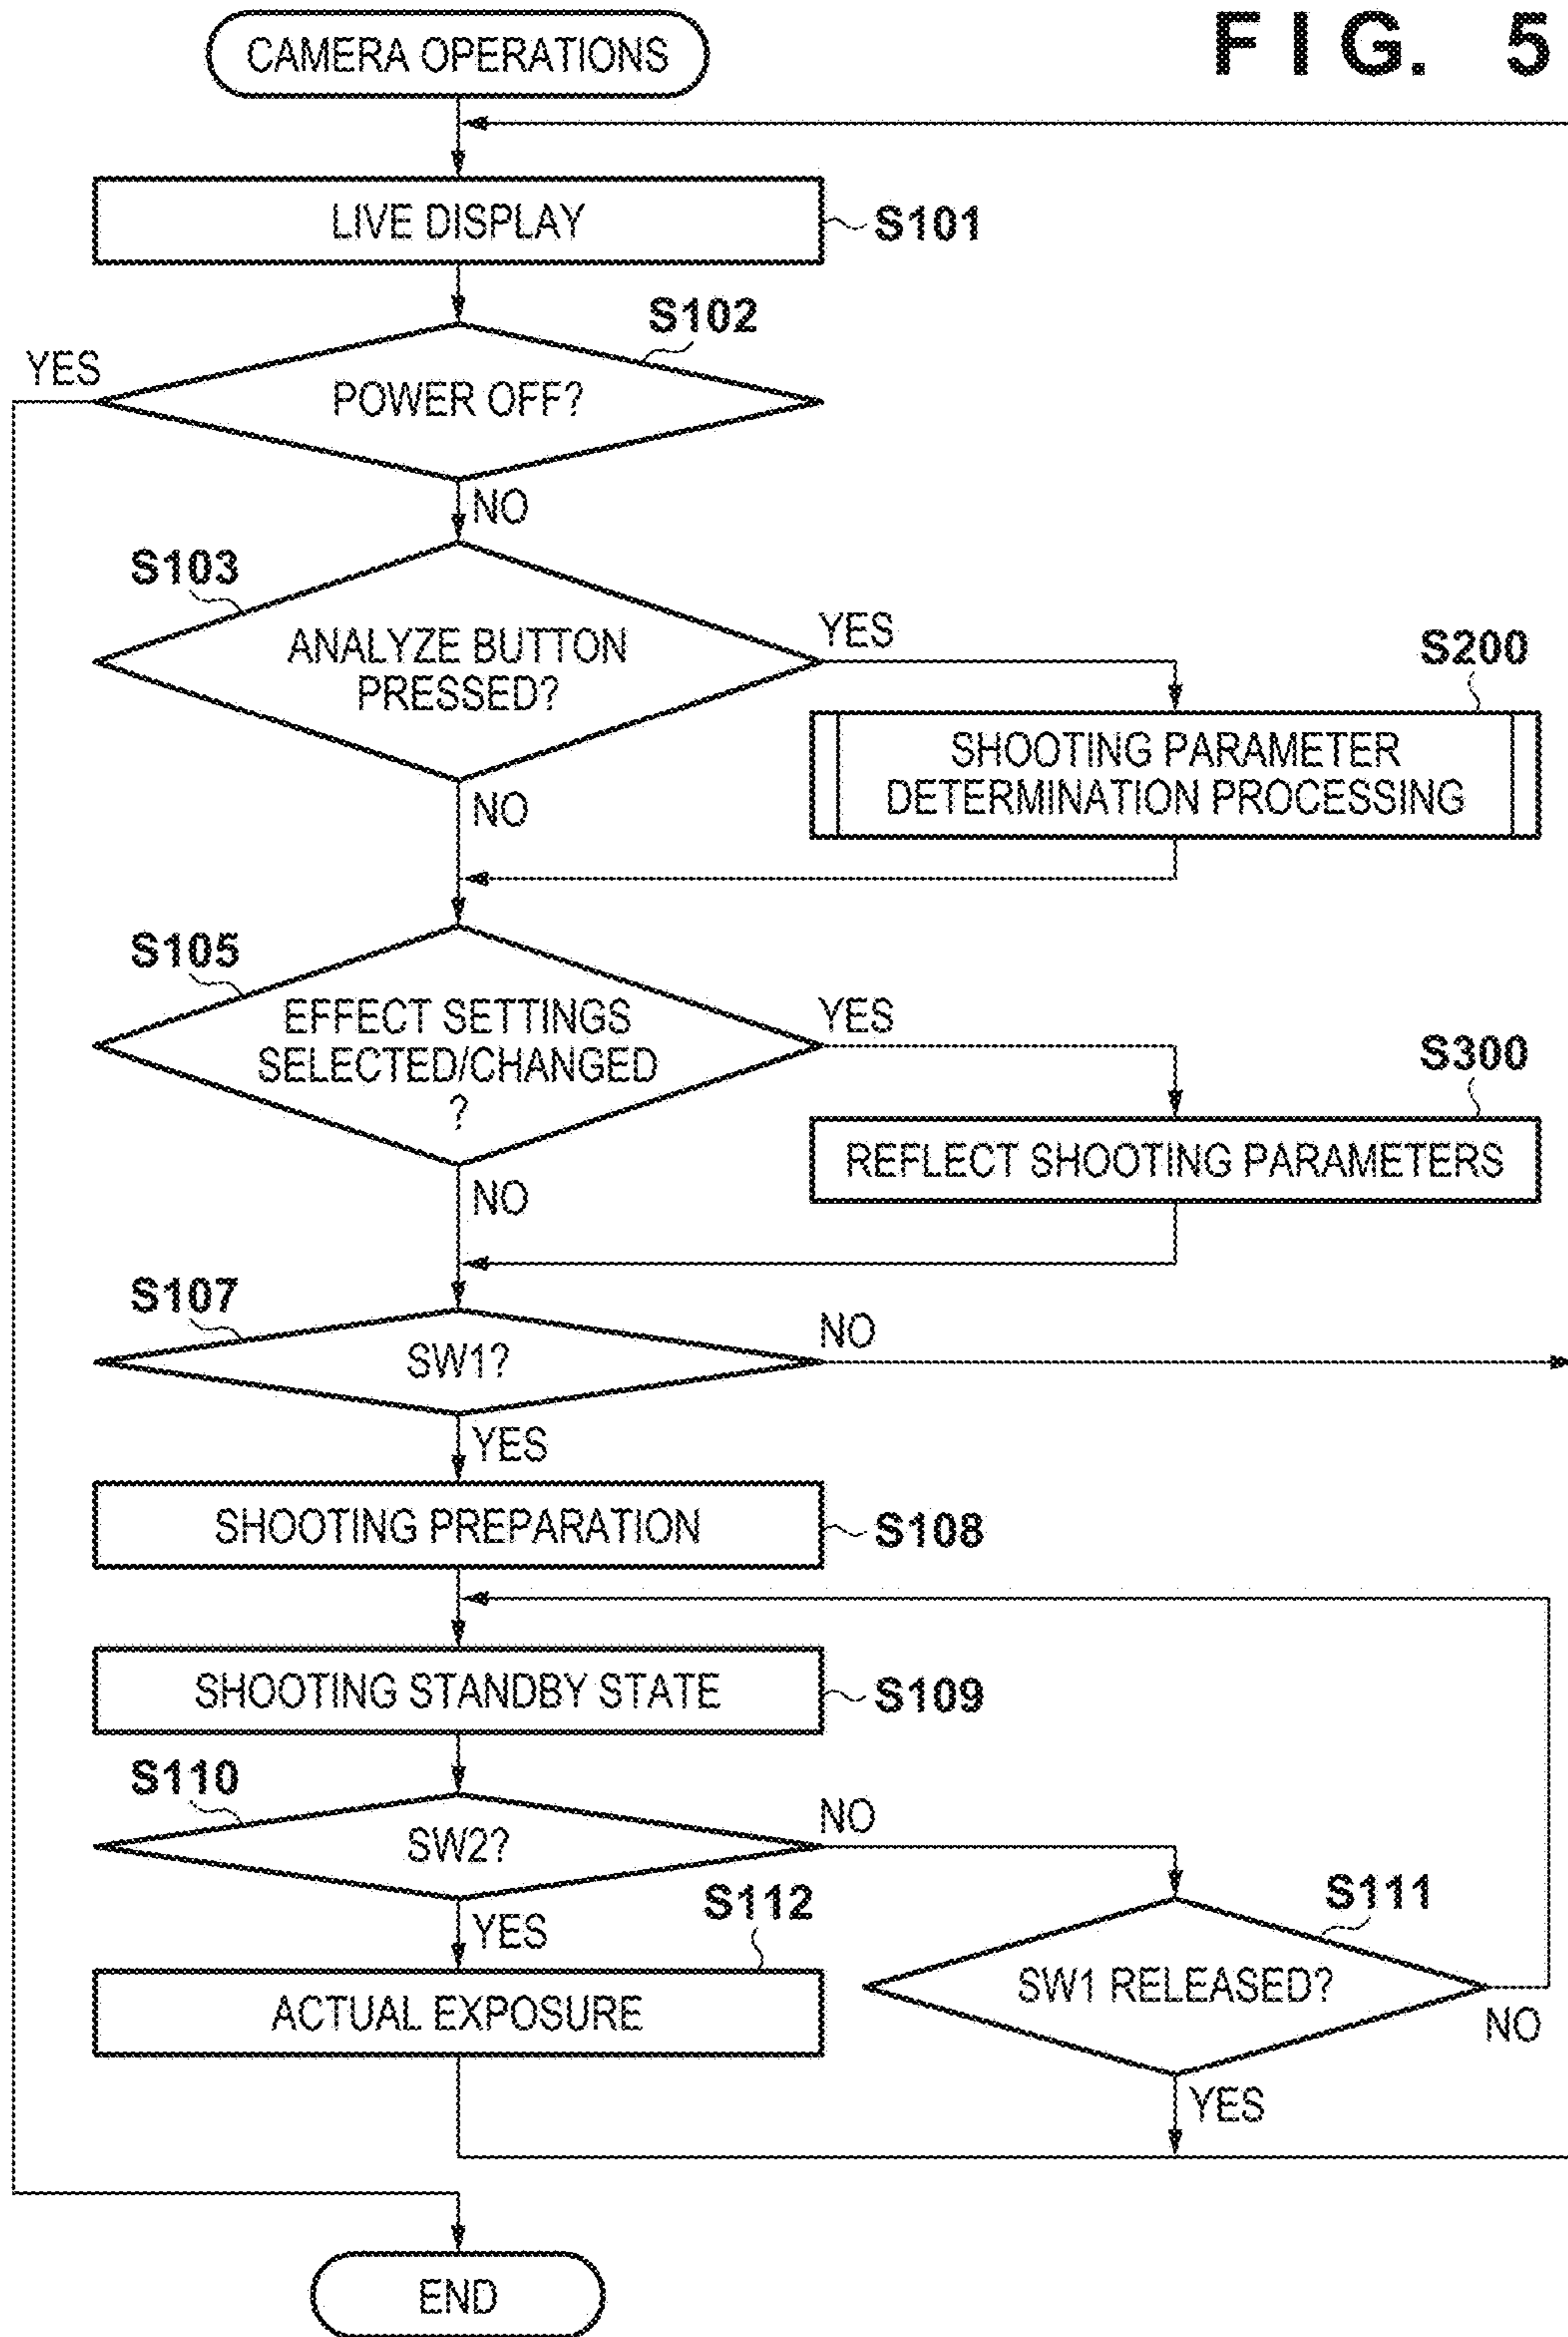 FIG. 5
CAMERA OPERATIONS
LIVE DISPLAY
S101
S102
YES
POWER OFF?
NO
S103
ANALYZE BUTTON
PRESSED?
YES
NO
S200
SHOOTING PARAMETER
DETERMINATION PROCESSING
S105
EFFECT SETTINGS
SELECTED/CHANGED
?
YES
NO
S300
REFLECT SHOOTING PARAMETERS
S107
SW1?
NO
YES
SHOOTING PREPARATION
S108
SHOOTING STANDBY STATE
S109
S110
SW2?
NO
YES
S112
ACTUAL EXPOSURE
S111
SW1 RELEASED?
NO
YES
END